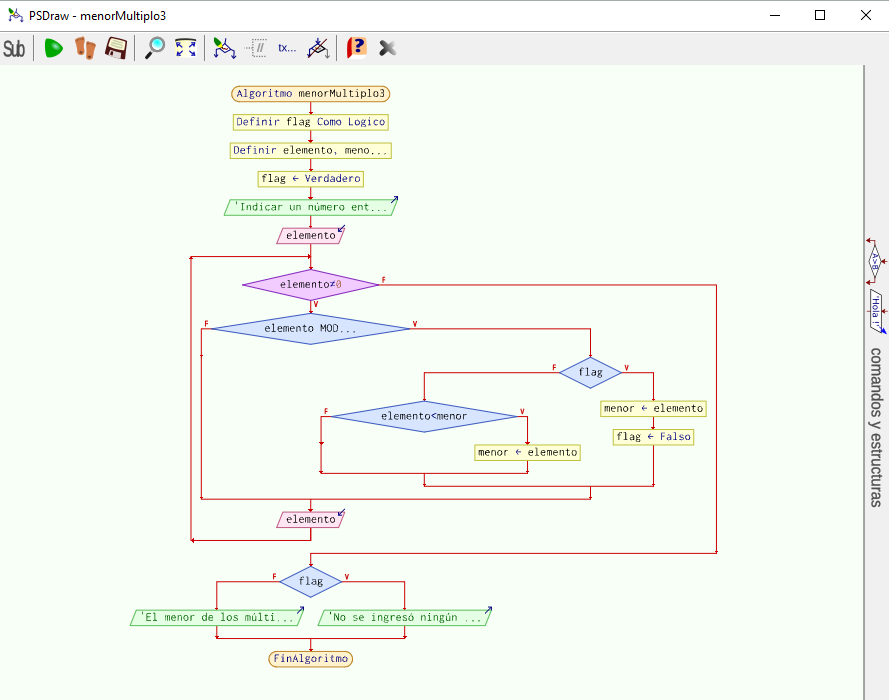 PSDraw - menorMultiplo3
Sub
tx...
Algoritmo menorMultiplo3
Definir flag Como Logico
Definir elemento, meno...
flag ← Verdadero
'Indicar un número ent...
elemento
elemento≠0
F
V
elemento MOD...
F
V
flag
F
V
elemento<menor
F
V
menor ← elemento
flag ← Falso
menor ← elemento
elemento
flag
F
V
'El menor de los múlti...
'No se ingresó ningún ...
FinAlgoritmo
A>B
'Hola !'
comandos y estructuras